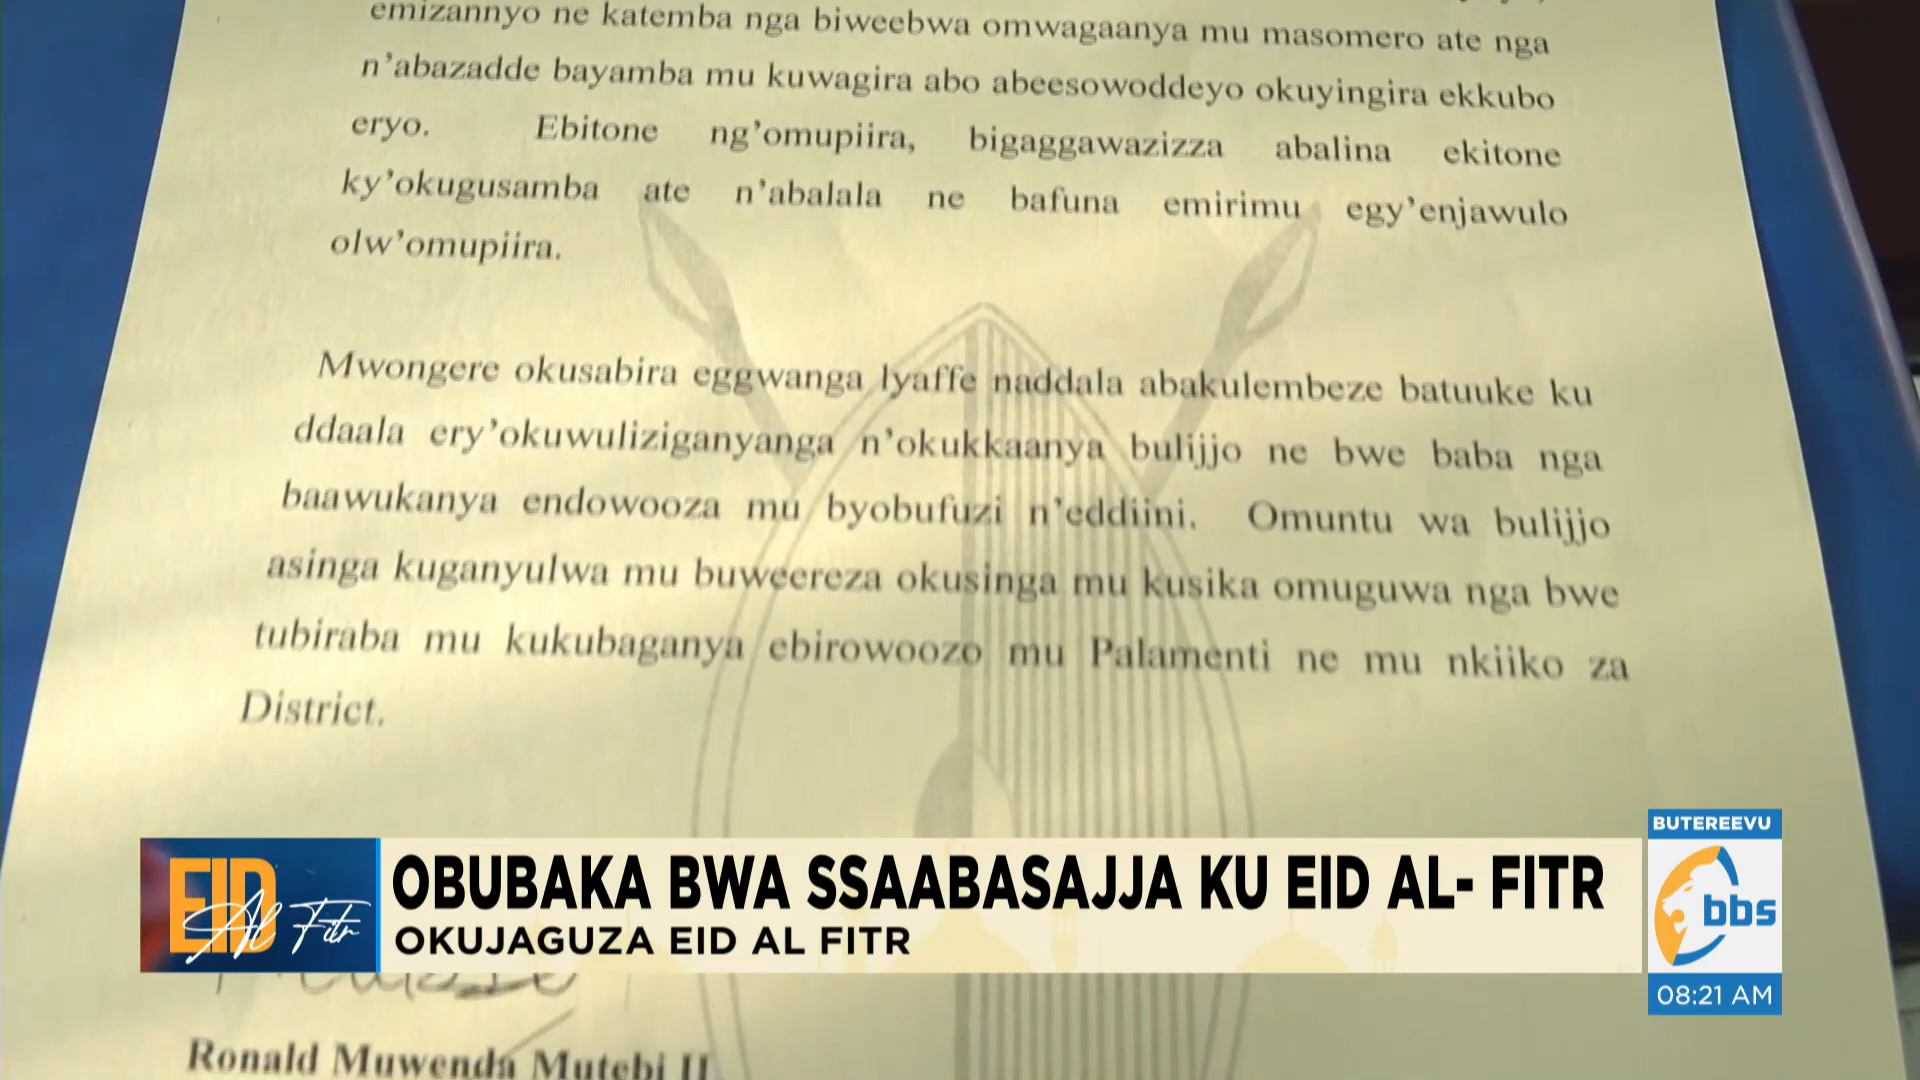 emizannyo ne katemba nga biweebwa omwagaanya mu masomero ate nga
n’abazadde bayamba mu kuwagira abo abeesowoddeyo okuyingira ekkubo
eryo. Ebitone ng’omupiira, bigaggawazizza abalina ekitone
ky’okugusamba ate n’abalala ne bafuna emirimu egy’enjawulo
olw’omupiira.
Mwongere okusabira eggwanga lyaffe naddala abakulembeze batuuke ku
ddaala ery’okuwuliziganyanga n’okukkaanya bulijjo ne bwe baba nga
baawukanya endowooza mu byobufuzi n’eddiini. Omuntu wa bulijjo
asinga kuganyulwa mu buweereza okusinga mu kusika omuguwa nga bwe
tubiraba mu kukubaganya ebirowoozo mu Palamenti ne mu nkiiko za
District.
EID
Al Fitr
OBUBAKA BWA SSAABASAJJA KU EID AL- FITR
OKUJAGUZA EID AL FITR
BUTEREEVU
bbs
08:21 AM
Ronald Muwenda Mutebi II